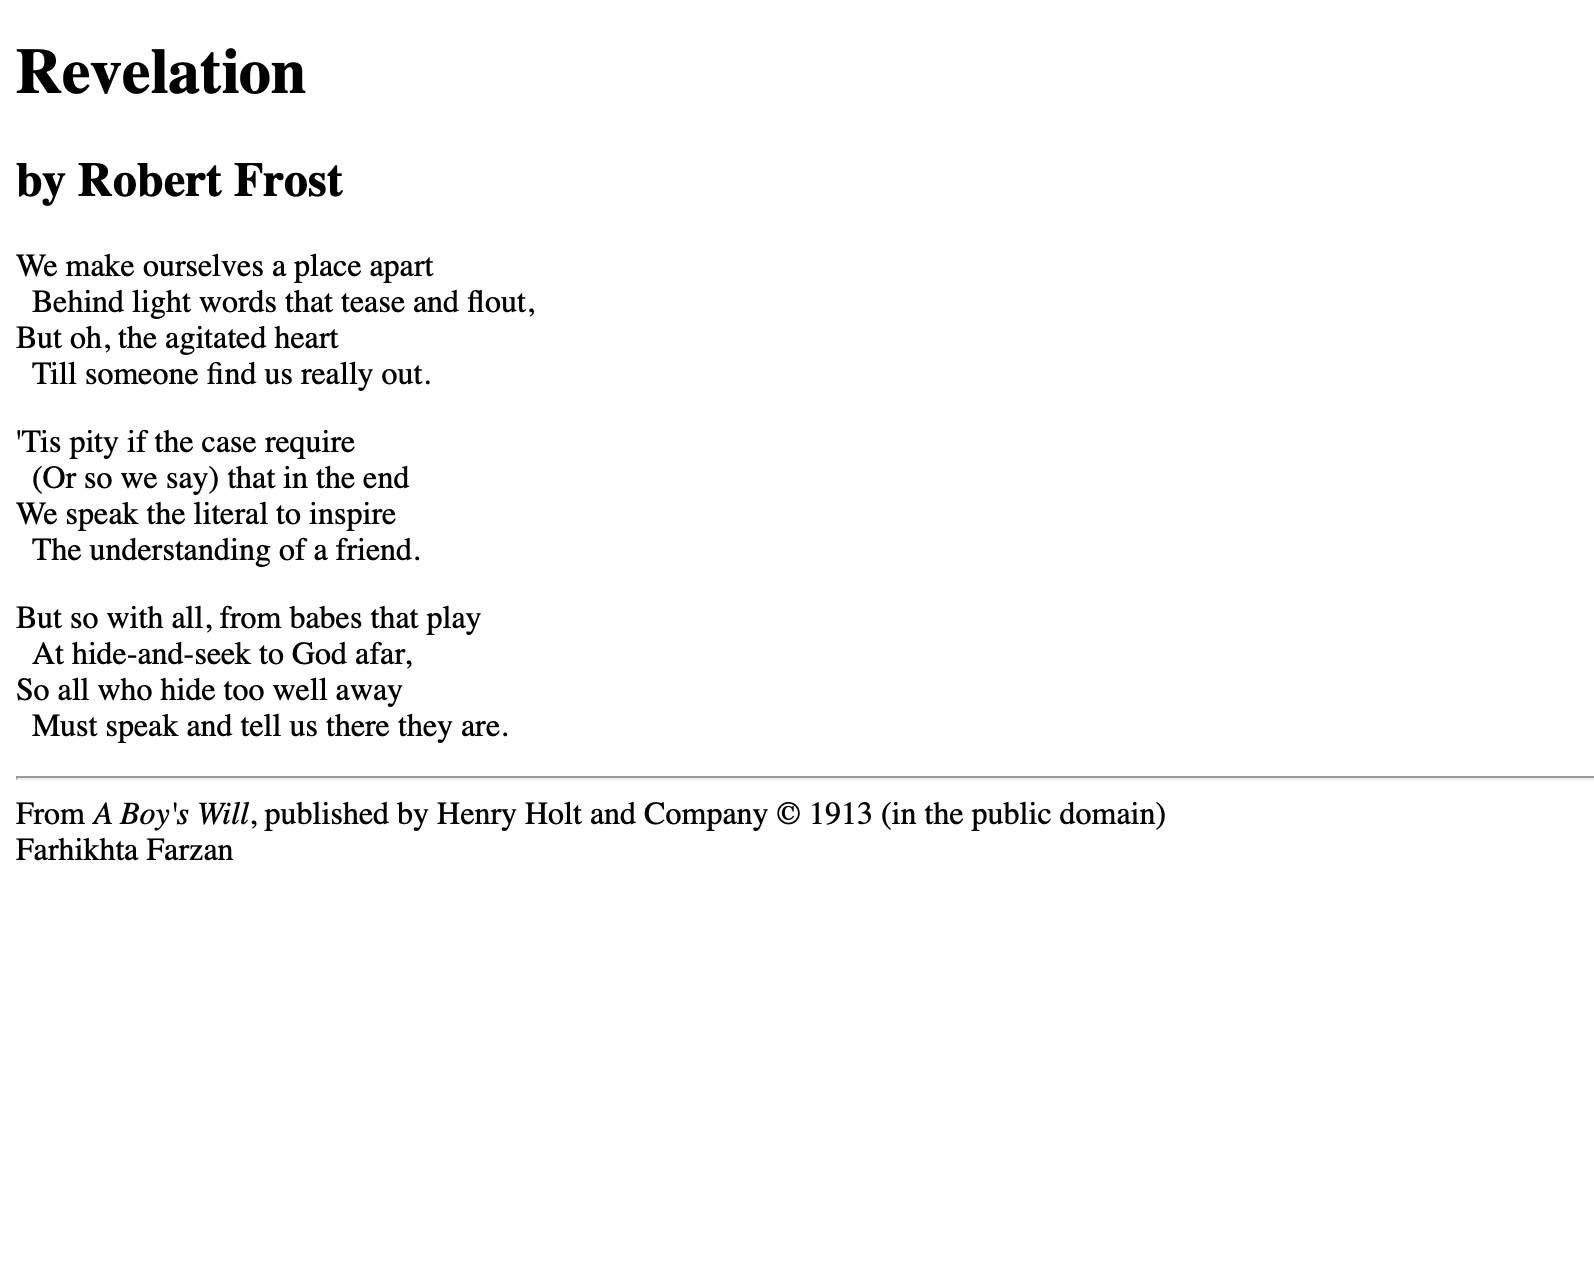 Revelation
by Robert Frost
We make ourselves a place apart
Behind light words that tease and flout,
But oh, the agitated heart
Till someone find us really out.
'Tis pity if the case require
(Or so we say) that in the end
We speak the literal to inspire
The understanding of a friend.
But so with all, from babes that play
At hide-and-seek to God afar,
So all who hide too well away
Must speak and tell us there they are.
From A Boy's Will, published by Henry Holt and Company © 1913 (in the public domain)
Farhikhta Farzan